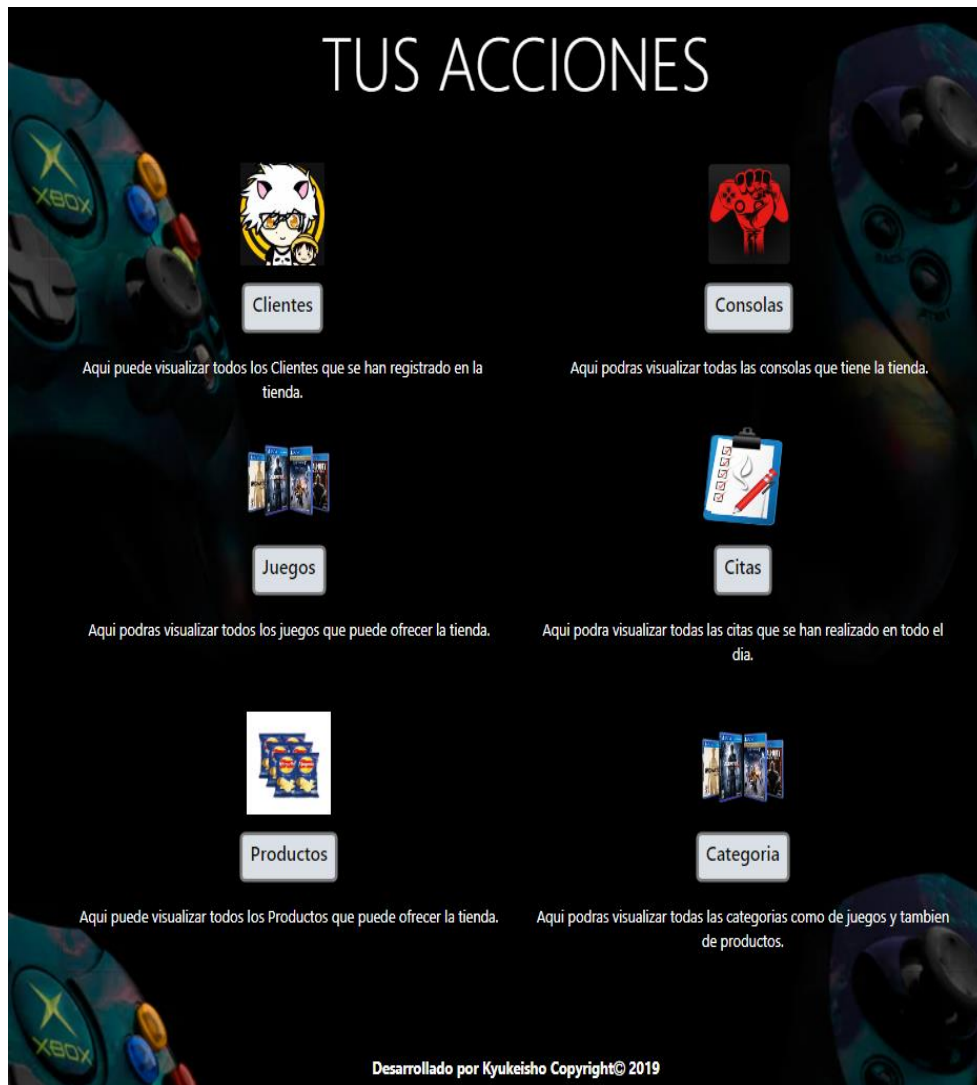 TUS ACCIONES
XBOX
BACK
START
Clientes
Consolas
Aqui puede visualizar todos los Clientes que se han registrado en la
tienda.
Aqui podras visualizar todas las consolas que tiene la tienda.
Juegos
Citas
Aqui podras visualizar todos los juegos que puede ofrecer la tienda.
Aqui podra visualizar todas las citas que se han realizado en todo el
dia.
Productos
Categoria
Aqui puede visualizar todos los Productos que puede ofrecer la tienda.
Aqui podras visualizar todas las categorias como de juegos y tambien
de productos.
XBOX
Desarrollado por Kyukeisho Copyright© 2019